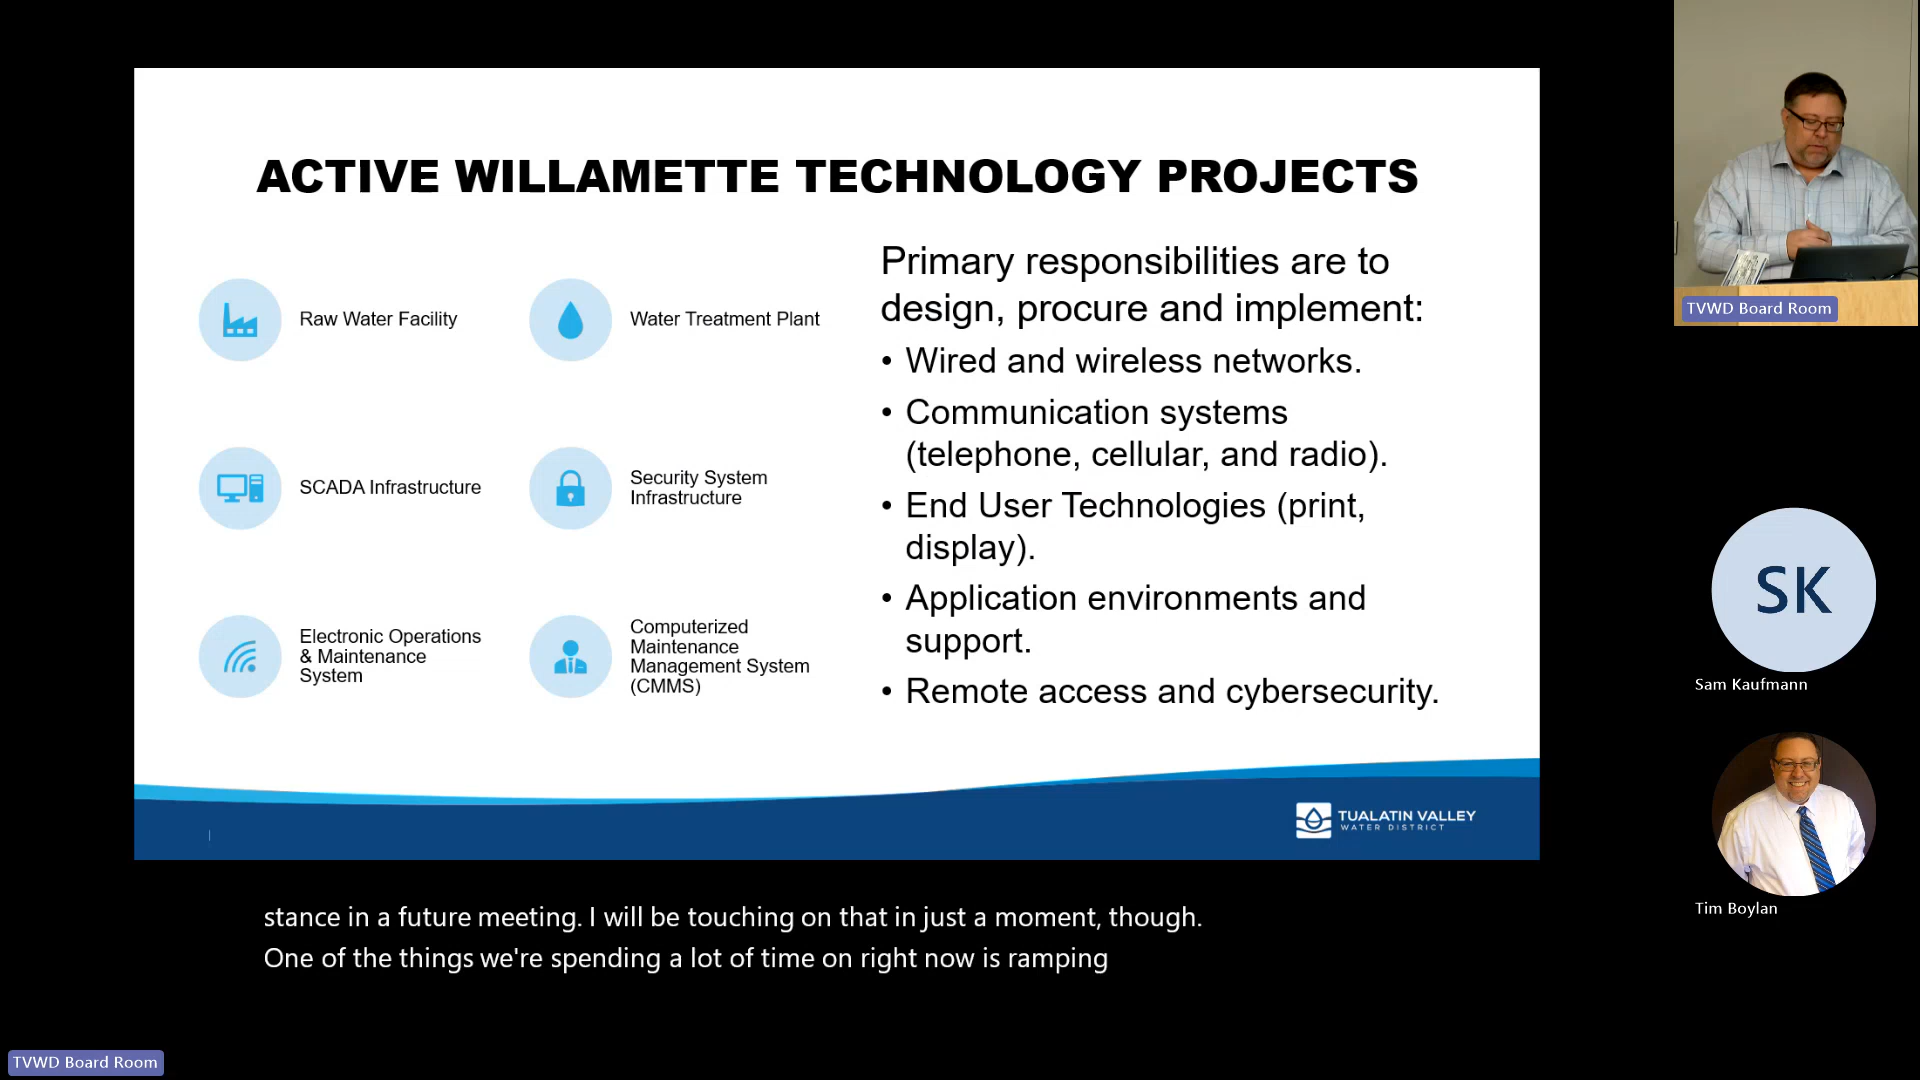 ACTIVE WILLAMETTE TECHNOLOGY PROJECTS
Raw Water Facility
Water Treatment Plant
SCADA Infrastructure
Security System
Infrastructure
Electronic Operations
& Maintenance
System
Computerized
Maintenance
Management System
(CMMS)
Primary responsibilities are to
design, procure and implement:
• Wired and wireless networks.
• Communication systems
(telephone, cellular, and radio).
• End User Technologies (print,
display).
• Application environments and
support.
• Remote access and cybersecurity.
TUALATIN VALLEY
WATER DISTRICT
TVWD Board Room
SK
Sam Kaufmann
Tim Boylan
stance in a future meeting. I will be touching on that in just a moment, though.
One of the things we're spending a lot of time on right now is ramping
TVWD Board Room